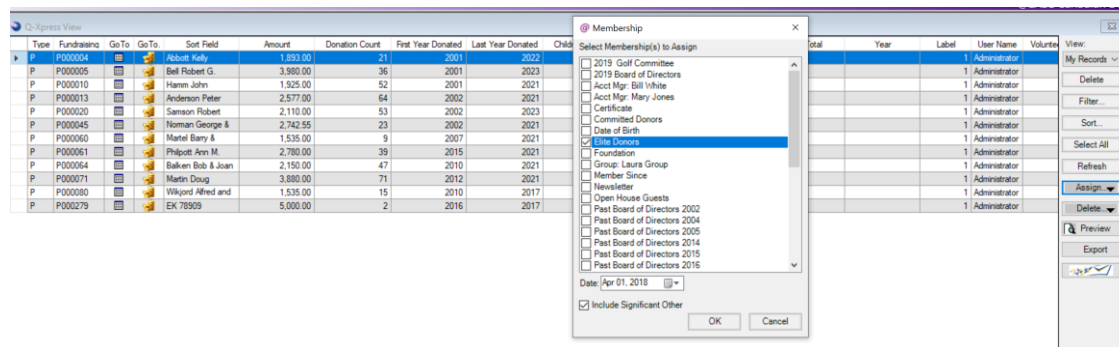 Q-Xpress View
Type Fundraising GoTo GoTo. Sort Field Amount Donation Count First Year Donated Last Year Donated Total Year Label User Name
P P000004 Abbott Kelly 1,893.00 21 2001 2022 1 Administrator
P P000005 Bell Robert G. 3,980.00 36 2001 2023 1 Administrator
P P000010 Hamm John 1,925.00 52 2001 2021 1 Administrator
P P000013 Anderson Peter 2,577.00 64 2002 2021 1 Administrator
P P000020 Samson Robert 2,110.00 53 2002 2023 1 Administrator
P P000045 Norman George & 2,742.55 23 2002 2021 1 Administrator
P P000060 Martel Barry & 1,535.00 9 2007 2021 1 Administrator
P P000061 Philpott Ann M. 2,780.00 39 2015 2021 1 Administrator
P P000064 Balken Bob & Joan 2,150.00 47 2010 2021 1 Administrator
P P000071 Martin Doug 3,880.00 71 2012 2021 1 Administrator
P P000080 Wikjord Alfred and 1,535.00 15 2010 2017 1 Administrator
P P000279 EK 78909 5,000.00 2 2016 2017 1 Administrator
Membership
Select Membership(s) to Assign
2019 Golf Committee
2019 Board of Directors
Acct Mgr: Bill White
Acct Mgr: Mary Jones
Certificate
Committed Donors
Date of Birth
Elite Donors
Foundation
Group: Laura Group
Member Since
Newsletter
Open House Guests
Past Board of Directors 2002
Past Board of Directors 2004
Past Board of Directors 2005
Past Board of Directors 2014
Past Board of Directors 2015
Past Board of Directors 2016
Date: Apr 01, 2018
Include Significant Other
OK Cancel
View:
My Records
Delete
Filter...
Sort...
Select All
Refresh
Assign...
Delete...
Preview
Export